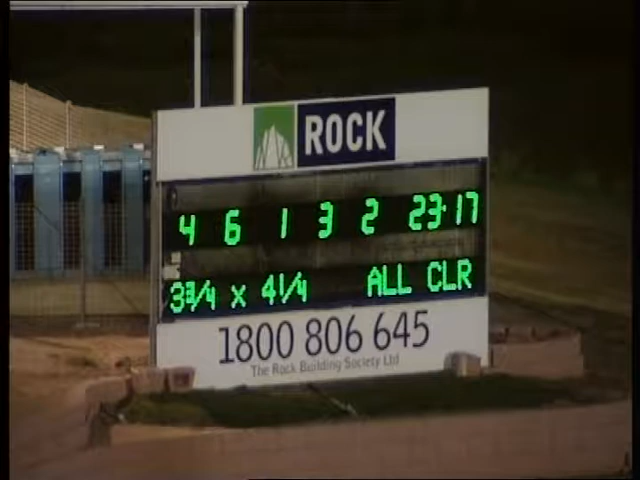 ROCK
4 6 1 3 2 23·17
3¾ x 4¼ ALL CLR
1800 806 645
The Rock Building Society Ltd